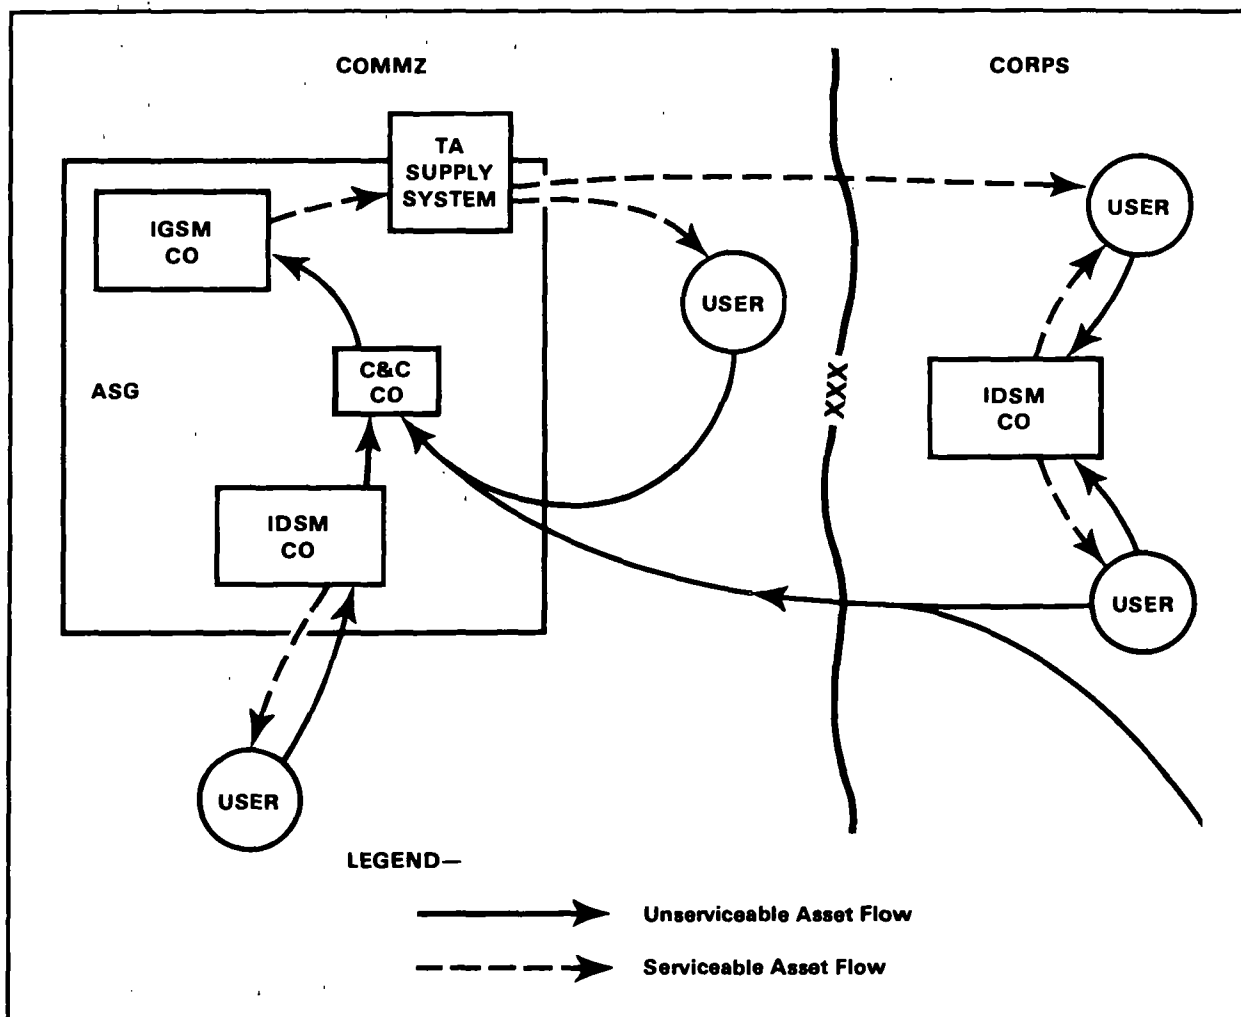 COMMZ
CORPS
TA
SUPPLY
SYSTEM
IGSM
CO
USER
USER
C&C
CO
ASG
XXX
IDSM
CO
IDSM
CO
USER
USER
LEGEND—
Unserviceable Asset Flow
Serviceable Asset Flow